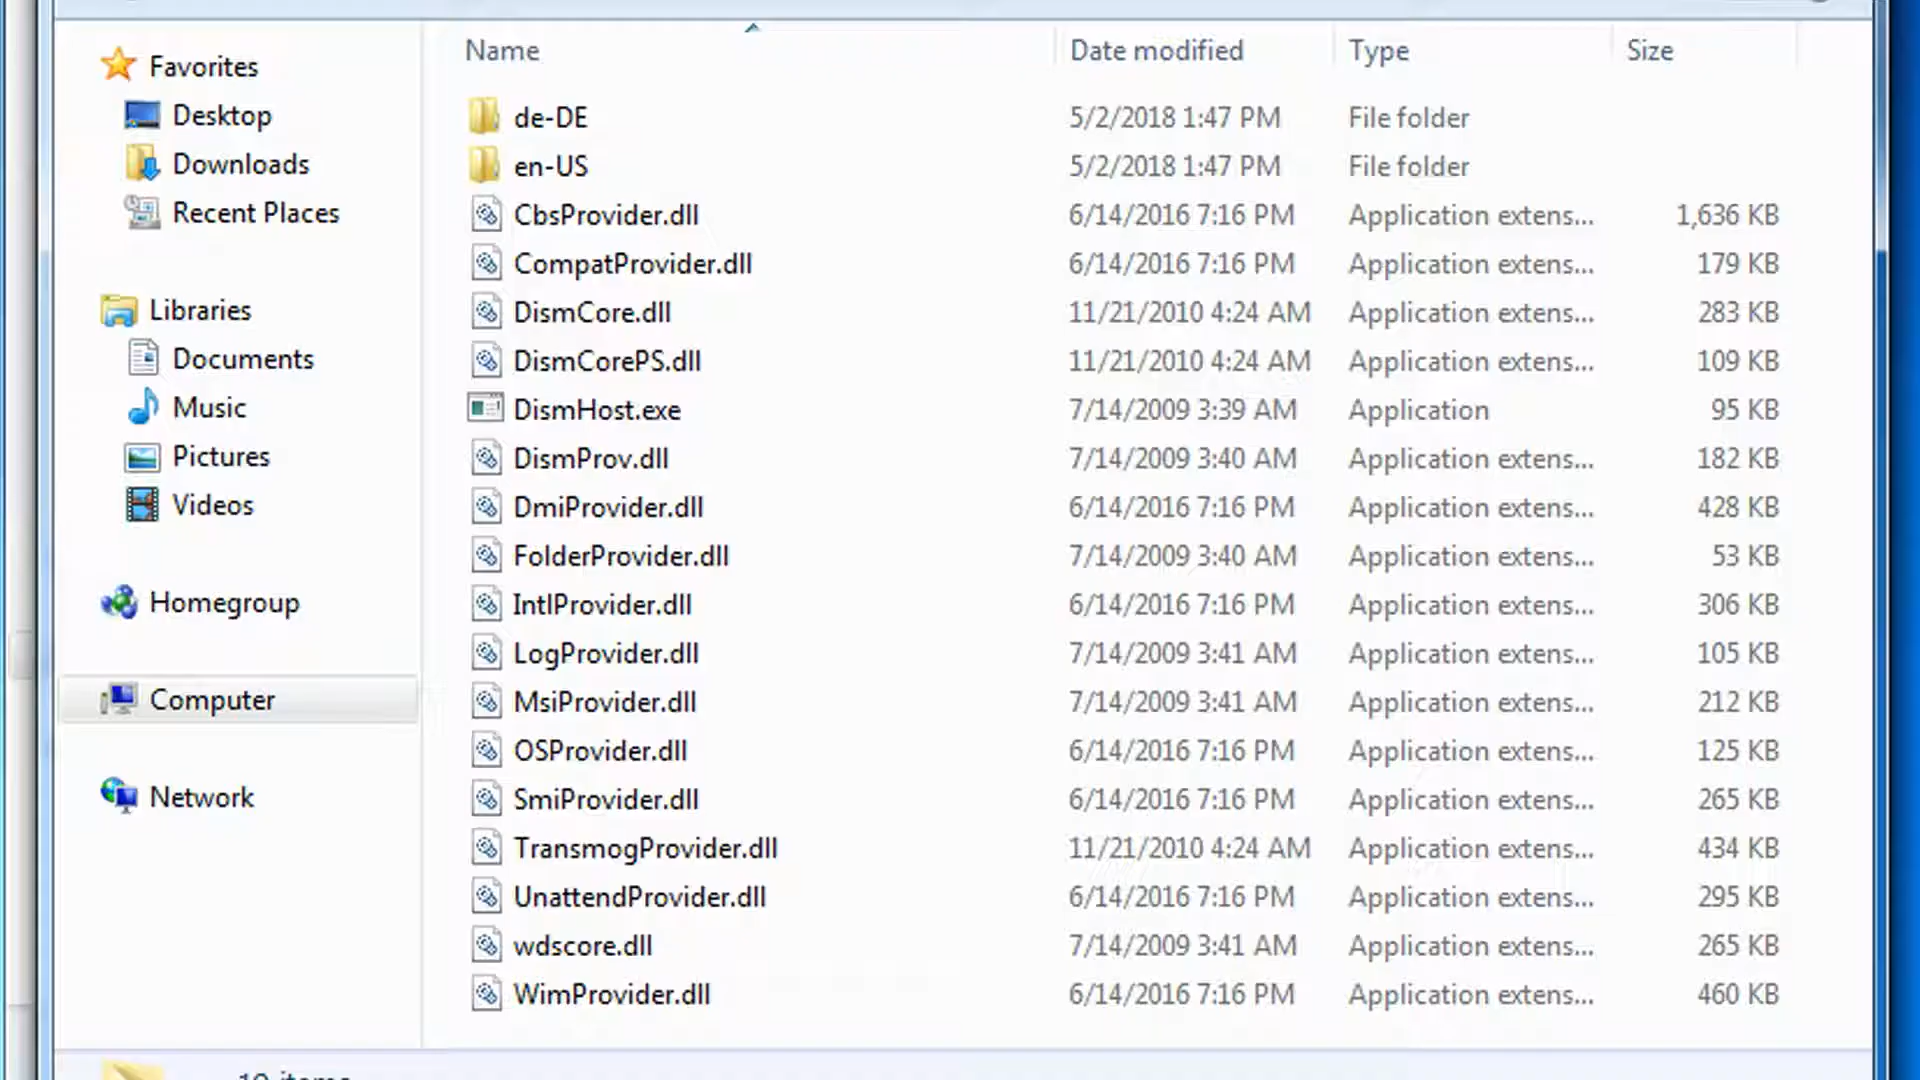 Name Date modified Type Size
Favorites
Desktop
Downloads
Recent Places
Libraries
Documents
Music
Pictures
Videos
Homegroup
Computer
Network
de-DE 5/2/2018 1:47 PM File folder
en-US 5/2/2018 1:47 PM File folder
CbsProvider.dll 6/14/2016 7:16 PM Application extens... 1,636 KB
CompatProvider.dll 6/14/2016 7:16 PM Application extens... 179 KB
DismCore.dll 11/21/2010 4:24 AM Application extens... 283 KB
DismCorePS.dll 11/21/2010 4:24 AM Application extens... 109 KB
DismHost.exe 7/14/2009 3:39 AM Application 95 KB
DismProv.dll 7/14/2009 3:40 AM Application extens... 182 KB
DmiProvider.dll 6/14/2016 7:16 PM Application extens... 428 KB
FolderProvider.dll 7/14/2009 3:40 AM Application extens... 53 KB
IntlProvider.dll 6/14/2016 7:16 PM Application extens... 306 KB
LogProvider.dll 7/14/2009 3:41 AM Application extens... 105 KB
MsiProvider.dll 7/14/2009 3:41 AM Application extens... 212 KB
OSProvider.dll 6/14/2016 7:16 PM Application extens... 125 KB
SmiProvider.dll 6/14/2016 7:16 PM Application extens... 265 KB
TransmogProvider.dll 11/21/2010 4:24 AM Application extens... 434 KB
UnattendProvider.dll 6/14/2016 7:16 PM Application extens... 295 KB
wdscore.dll 7/14/2009 3:41 AM Application extens... 265 KB
WimProvider.dll 6/14/2016 7:16 PM Application extens... 460 KB
items